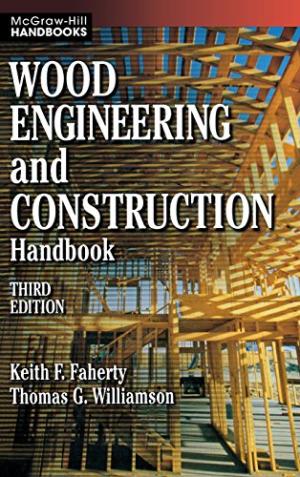 McGraw-Hill
HANDBOOKS
WOOD
ENGINEERING
and
CONSTRUCTION
Handbook
THIRD
EDITION
Keith F. Faherty
Thomas G. Williamson